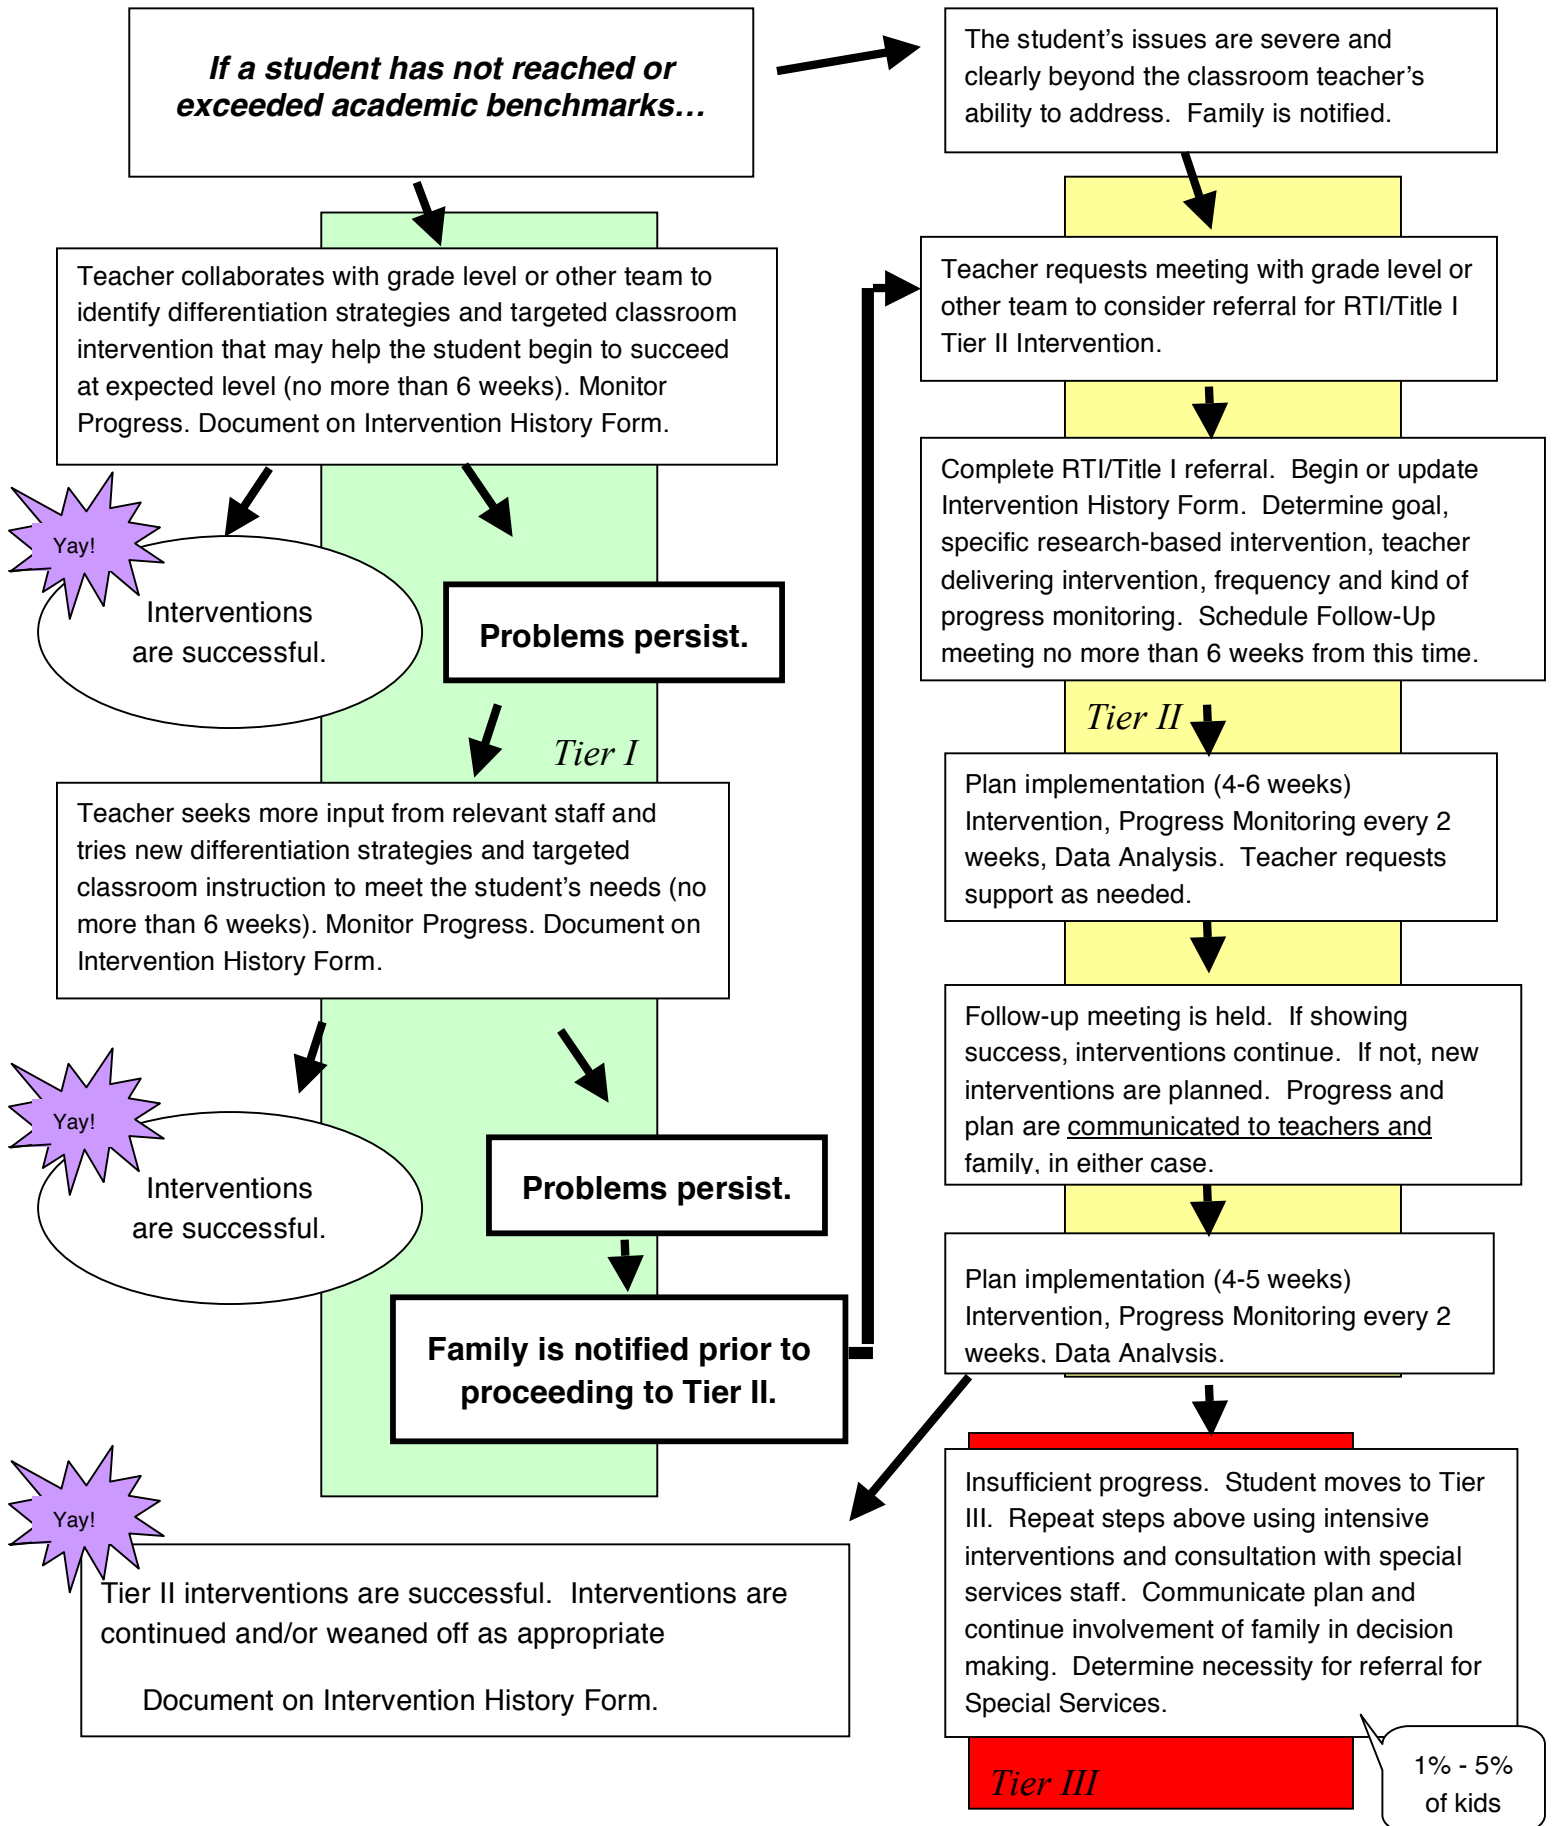 If a student has not reached or
exceeded academic benchmarks…
The student’s issues are severe and
clearly beyond the classroom teacher’s
ability to address.  Family is notified.
Teacher collaborates with grade level or other team to
identify differentiation strategies and targeted classroom
intervention that may help the student begin to succeed
at expected level (no more than 6 weeks). Monitor
Progress. Document on Intervention History Form.
Yay!
Interventions
are successful.
Problems persist.
Tier I
Teacher seeks more input from relevant staff and
tries new differentiation strategies and targeted
classroom instruction to meet the student’s needs (no
more than 6 weeks). Monitor Progress. Document on
Intervention History Form.
Yay!
Interventions
are successful.
Problems persist.
Family is notified prior to
proceeding to Tier II.
Teacher requests meeting with grade level or
other team to consider referral for RTI/Title I
Tier II Intervention.
Complete RTI/Title I referral.  Begin or update
Intervention History Form.  Determine goal,
specific research-based intervention, teacher
delivering intervention, frequency and kind of
progress monitoring.  Schedule Follow-Up
meeting no more than 6 weeks from this time.
Tier II
Plan implementation (4-6 weeks)
Intervention, Progress Monitoring every 2
weeks, Data Analysis.  Teacher requests
support as needed.
Follow-up meeting is held.  If showing
success, interventions continue.  If not, new
interventions are planned.  Progress and
plan are communicated to teachers and
family, in either case.
Plan implementation (4-5 weeks)
Intervention, Progress Monitoring every 2
weeks, Data Analysis.
Yay!
Tier II interventions are successful.  Interventions are
continued and/or weaned off as appropriate
Document on Intervention History Form.
Insufficient progress.  Student moves to Tier
III.  Repeat steps above using intensive
interventions and consultation with special
services staff.  Communicate plan and
continue involvement of family in decision
making.  Determine necessity for referral for
Special Services.
Tier III
1% - 5%
of kids